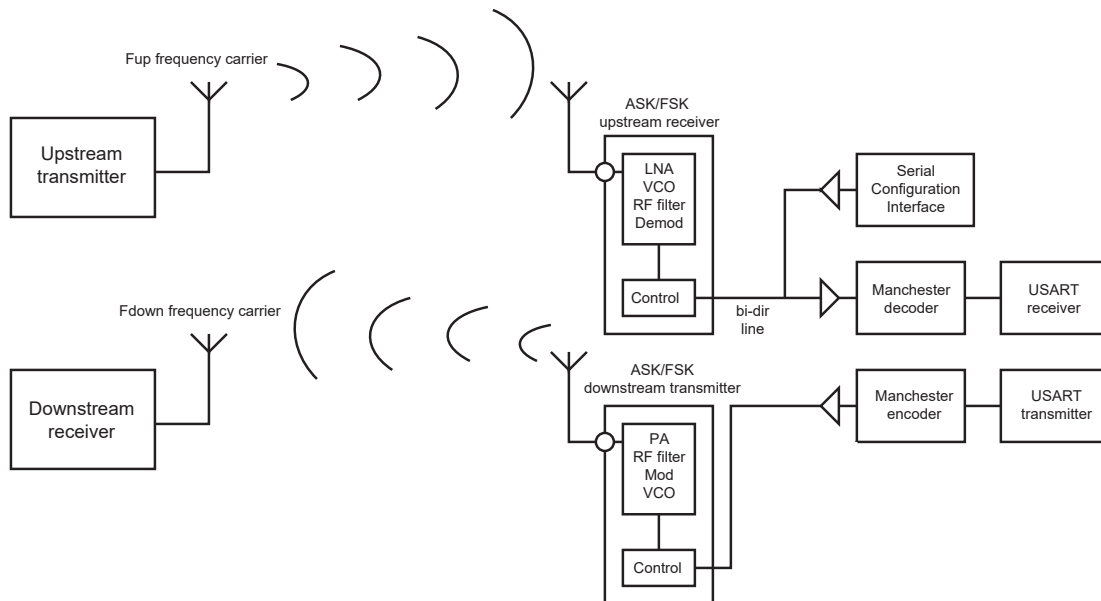 Fup frequency carrier
Upstream
transmitter
ASK/FSK
upstream receiver
LNA
VCO
RF filter
Demod
Control
bi-dir
line
Serial
Configuration
Interface
Manchester
decoder
USART
receiver
Fdown frequency carrier
Downstream
receiver
ASK/FSK
downstream transmitter
PA
RF filter
Mod
VCO
Control
Manchester
encoder
USART
transmitter